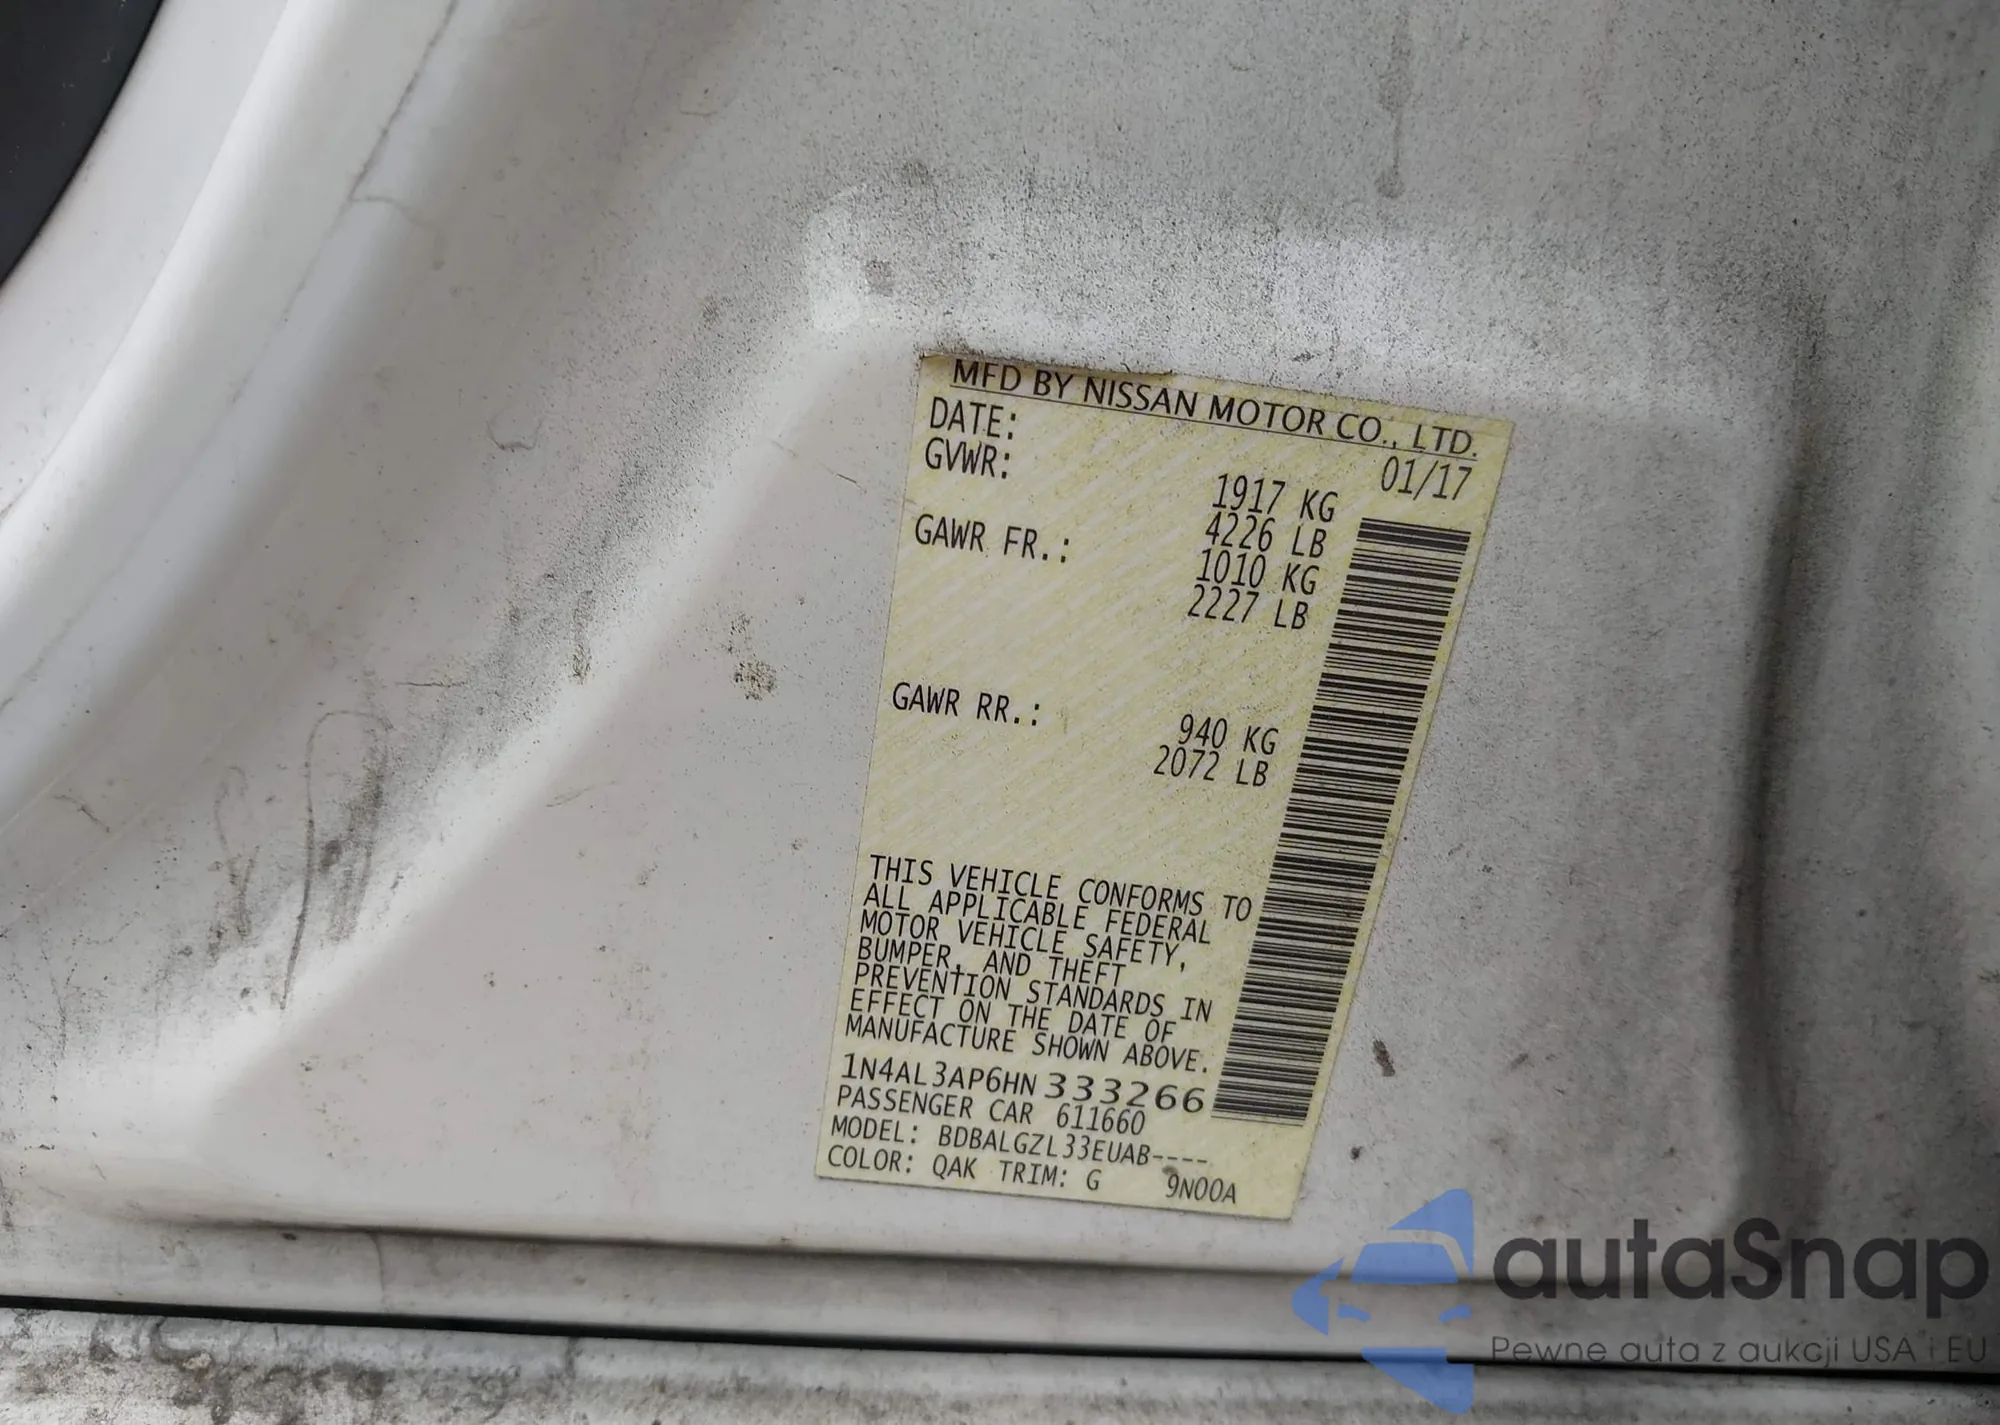 MFD BY NISSAN MOTOR CO., LTD.
DATE: 01/17
GVWR: 1917 KG
4226 LB
GAWR FR.: 1010 KG
2227 LB
GAWR RR.: 940 KG
2072 LB
THIS VEHICLE CONFORMS TO
ALL APPLICABLE FEDERAL
MOTOR VEHICLE SAFETY,
BUMPER, AND THEFT
PREVENTION STANDARDS IN
EFFECT ON THE DATE OF
MANUFACTURE SHOWN ABOVE.
1N4AL3AP6HN333266
PASSENGER CAR 611660
MODEL: BDBALGZL33EUAB----
COLOR: QAK TRIM: G 9N00A
autaSnap
Pewne auta z aukcji USA i EU